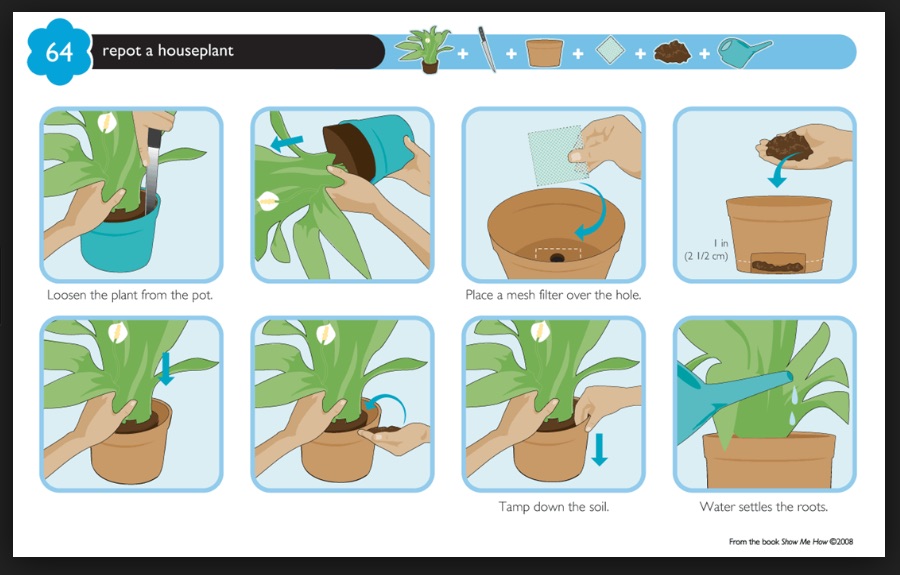 64
repot a houseplant
Loosen the plant from the pot.
Place a mesh filter over the hole.
1 in
(2 1/2 cm)
Tamp down the soil.
Water settles the roots.
From the book Show Me How ©2008